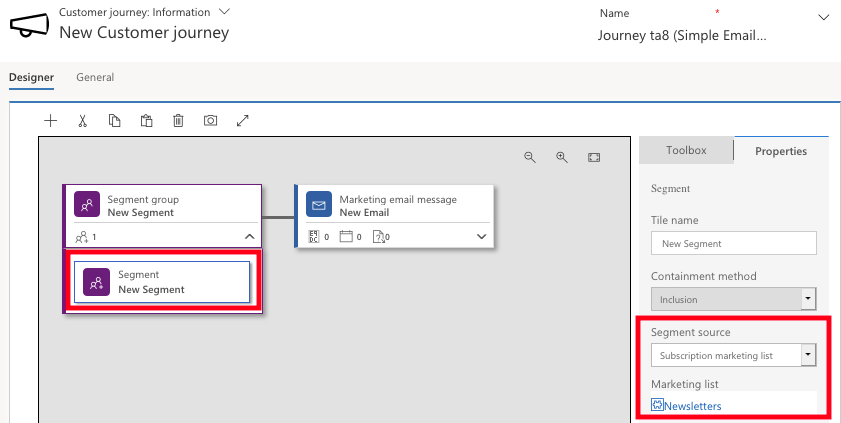 Customer journey: Information
New Customer journey
Name *
Journey ta8 (Simple Email...
Designer General
Toolbox Properties
Segment group
New Segment
1
Segment
New Segment
Marketing email message
New Email
0 0 0
Segment
Tile name
New Segment
Containment method
Inclusion
Segment source
Subscription marketing list
Marketing list
Newsletters